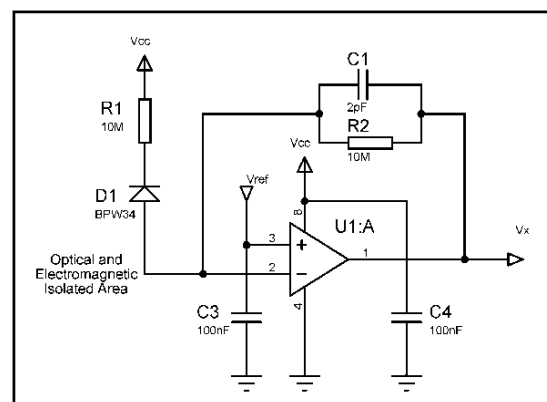 Vcc
R1
10M
D1
BPW34
Optical and
Electromagnetic
Isolated Area
C1
2pF
R2
10M
Vcc
Vref
8
U1:A
3
+
2
−
1
4
Vx
C3
100nF
C4
100nF